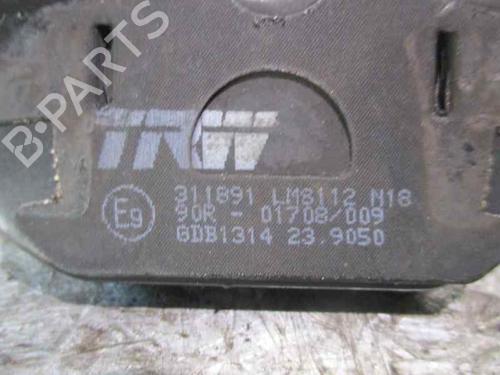 B-PARTS
TRW
311891 LM8112 N18
E9
90R - 01708/009
GDB1314 23.9050